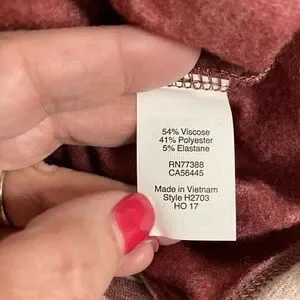 54% Viscose
41% Polyester
5% Elastane
RN77388
CA56445
Made in Vietnam
Style H2703
HO 17